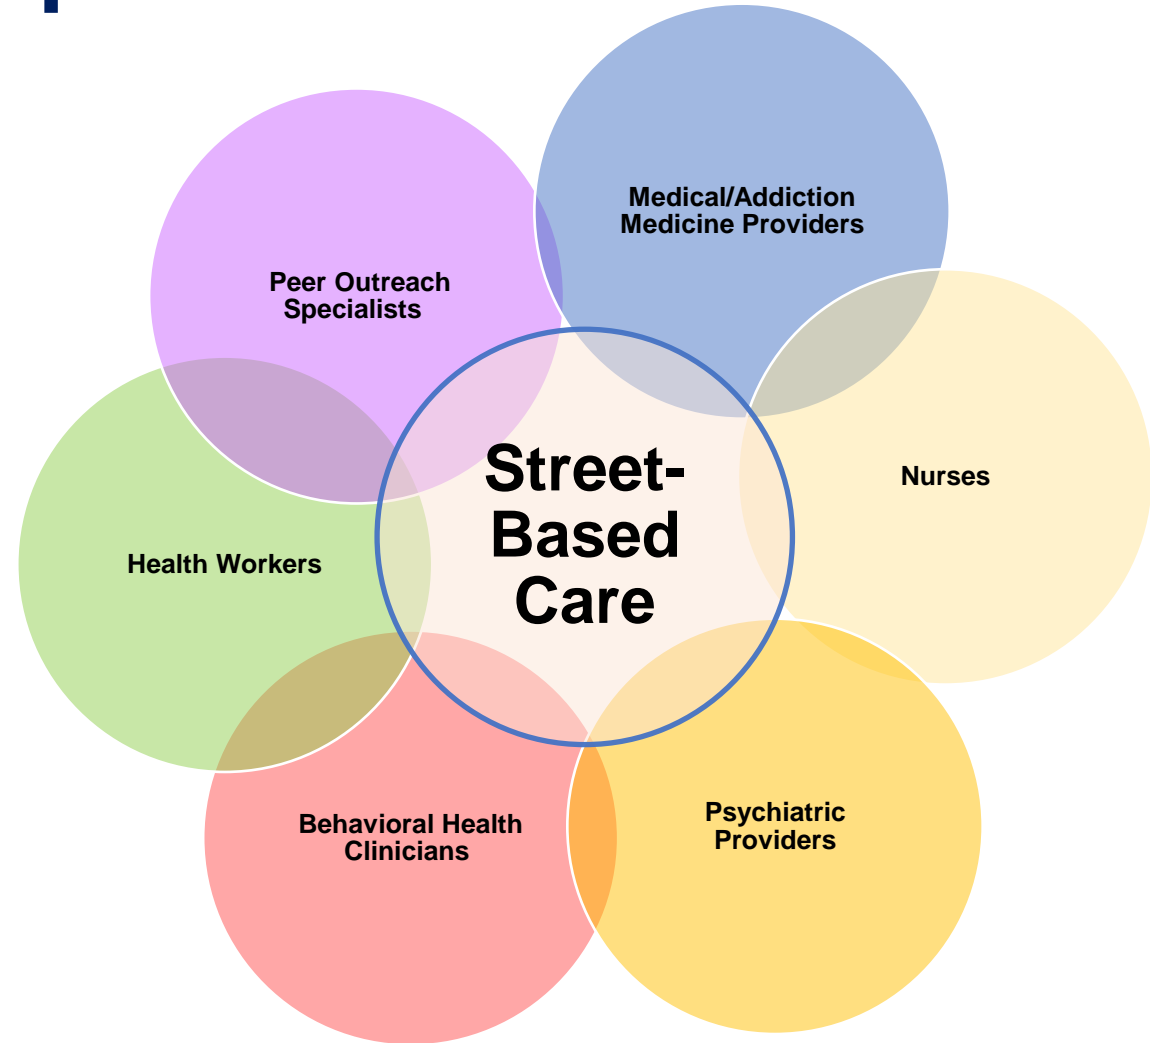 Medical/Addiction
Medicine Providers
Peer Outreach
Specialists
Street-
Based
Care
Nurses
Health Workers
Psychiatric
Providers
Behavioral Health
Clinicians